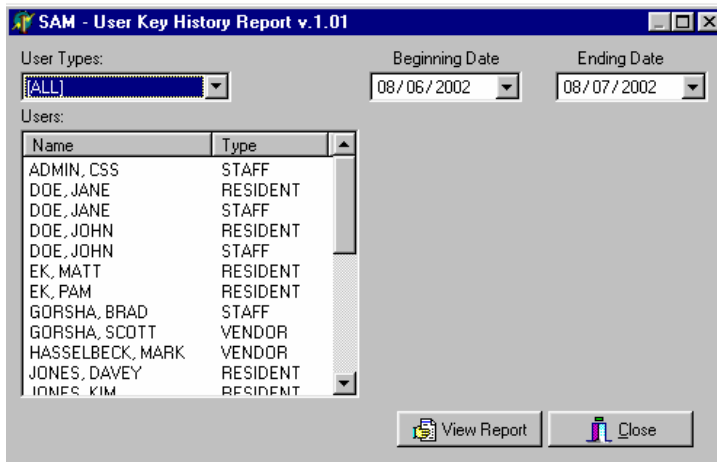 SAM - User Key History Report v.1.01
User Types: Beginning Date Ending Date
[ALL] 08/06/2002 08/07/2002
Users:
Name Type
ADMIN, CSS STAFF
DOE, JANE RESIDENT
DOE, JANE STAFF
DOE, JOHN RESIDENT
DOE, JOHN STAFF
EK, MATT RESIDENT
EK, PAM RESIDENT
GORSHA, BRAD STAFF
GORSHA, SCOTT VENDOR
HASSELBECK, MARK VENDOR
JONES, DAVEY RESIDENT
JONES, KIM RESIDENT
View Report Close